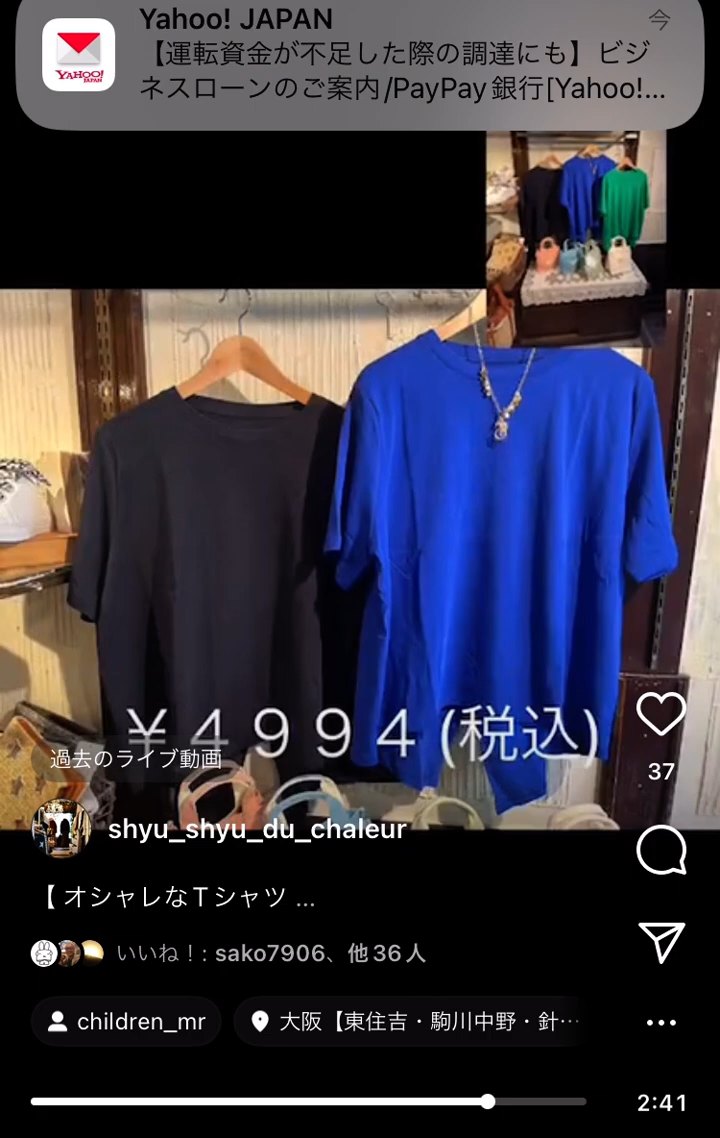 Yahoo! JAPAN
今
【運転資金が不足した際の調達にも】ビジ
ネスローンのご案内/PayPay銀行[Yahoo!...
YAHOO!
JAPAN
￥４９９４(税込)
過去のライブ動画
37
shyu_shyu_du_chaleur
【 オシャレなTシャツ ...
いいね！: sako7906、他36人
children_mr
大阪【東住吉・駒川中野・針…
2:41